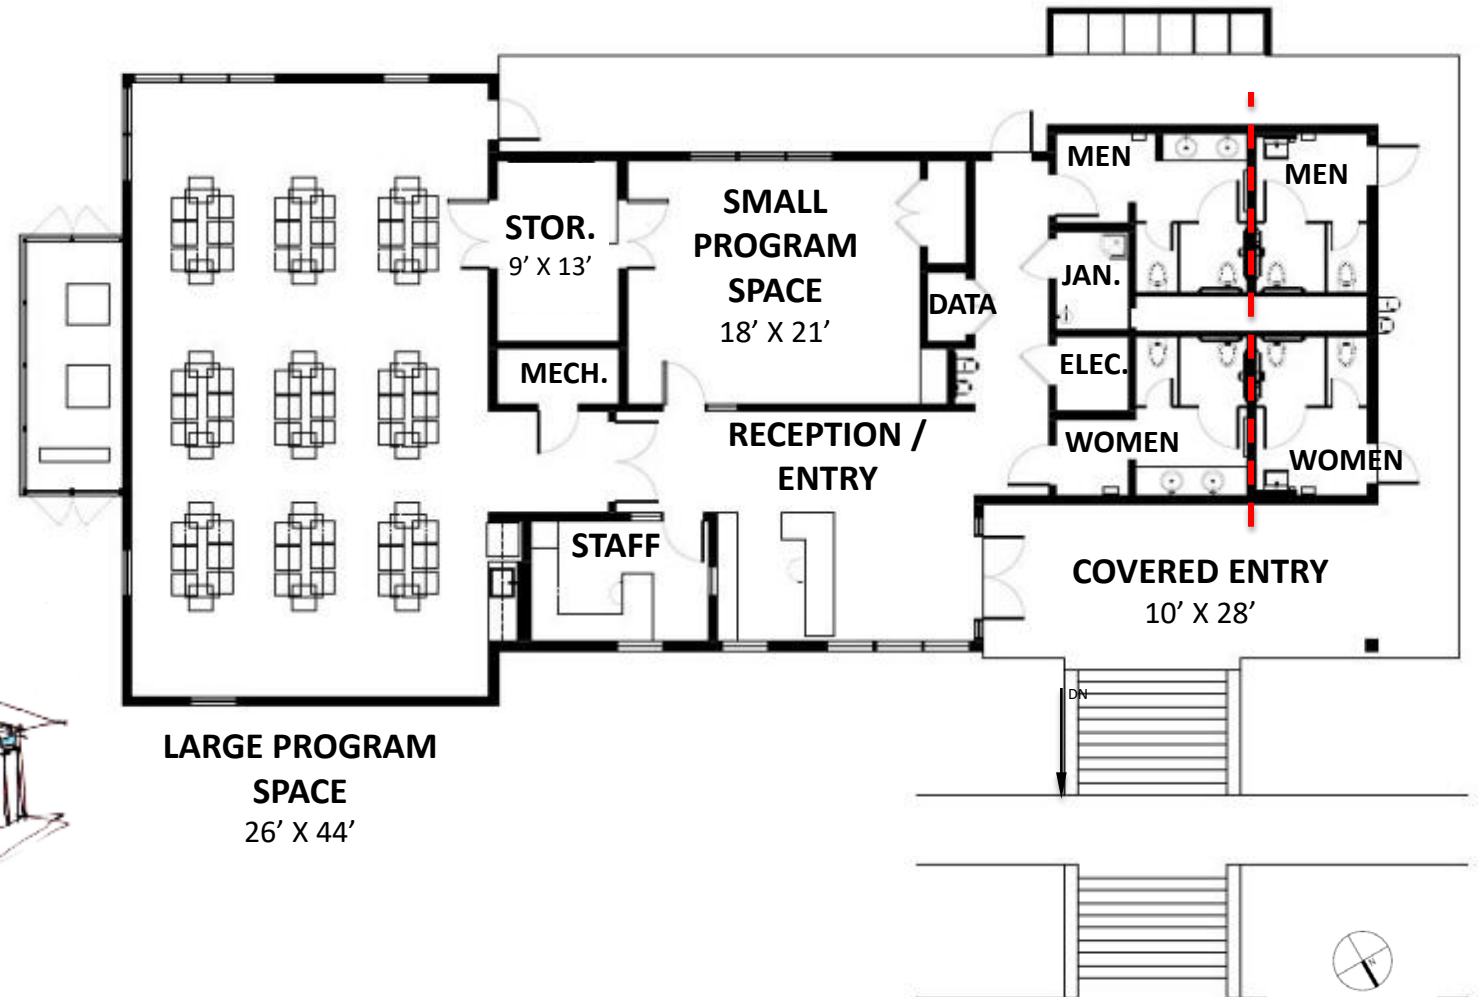 MEN
MEN
SMALL
PROGRAM
SPACE
18’ X 21’
STOR.
9’ X 13’
JAN.
DATA
MECH.
ELEC.
RECEPTION /
ENTRY
WOMEN
WOMEN
STAFF
COVERED ENTRY
10’ X 28’
DN
LARGE PROGRAM
SPACE
26’ X 44’
N